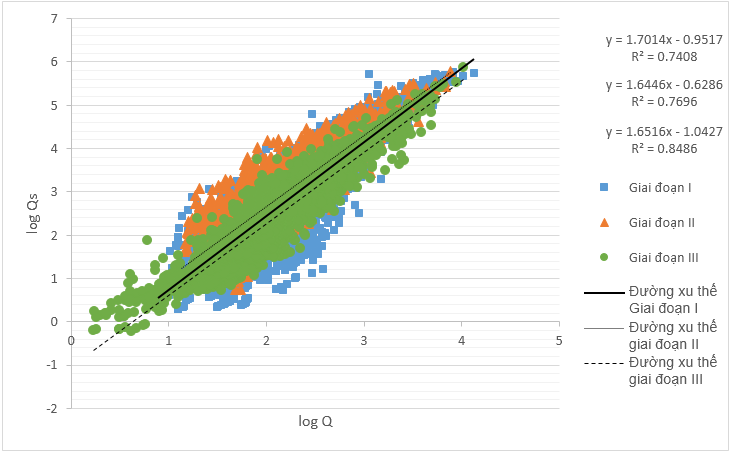 7
6
5
4
3
2
1
0
-1
-2
log Qs
0
1
2
3
4
5
log Q
y = 1.7014x - 0.9517
R² = 0.7408
y = 1.6446x - 0.6286
R² = 0.7696
y = 1.6516x - 1.0427
R² = 0.8486
Giai đoạn I
Giai đoạn II
Giai đoạn III
Đường xu thế
Giai đoạn I
Đường xu thế
giai đoạn II
Đường xu thế
giai đoạn III